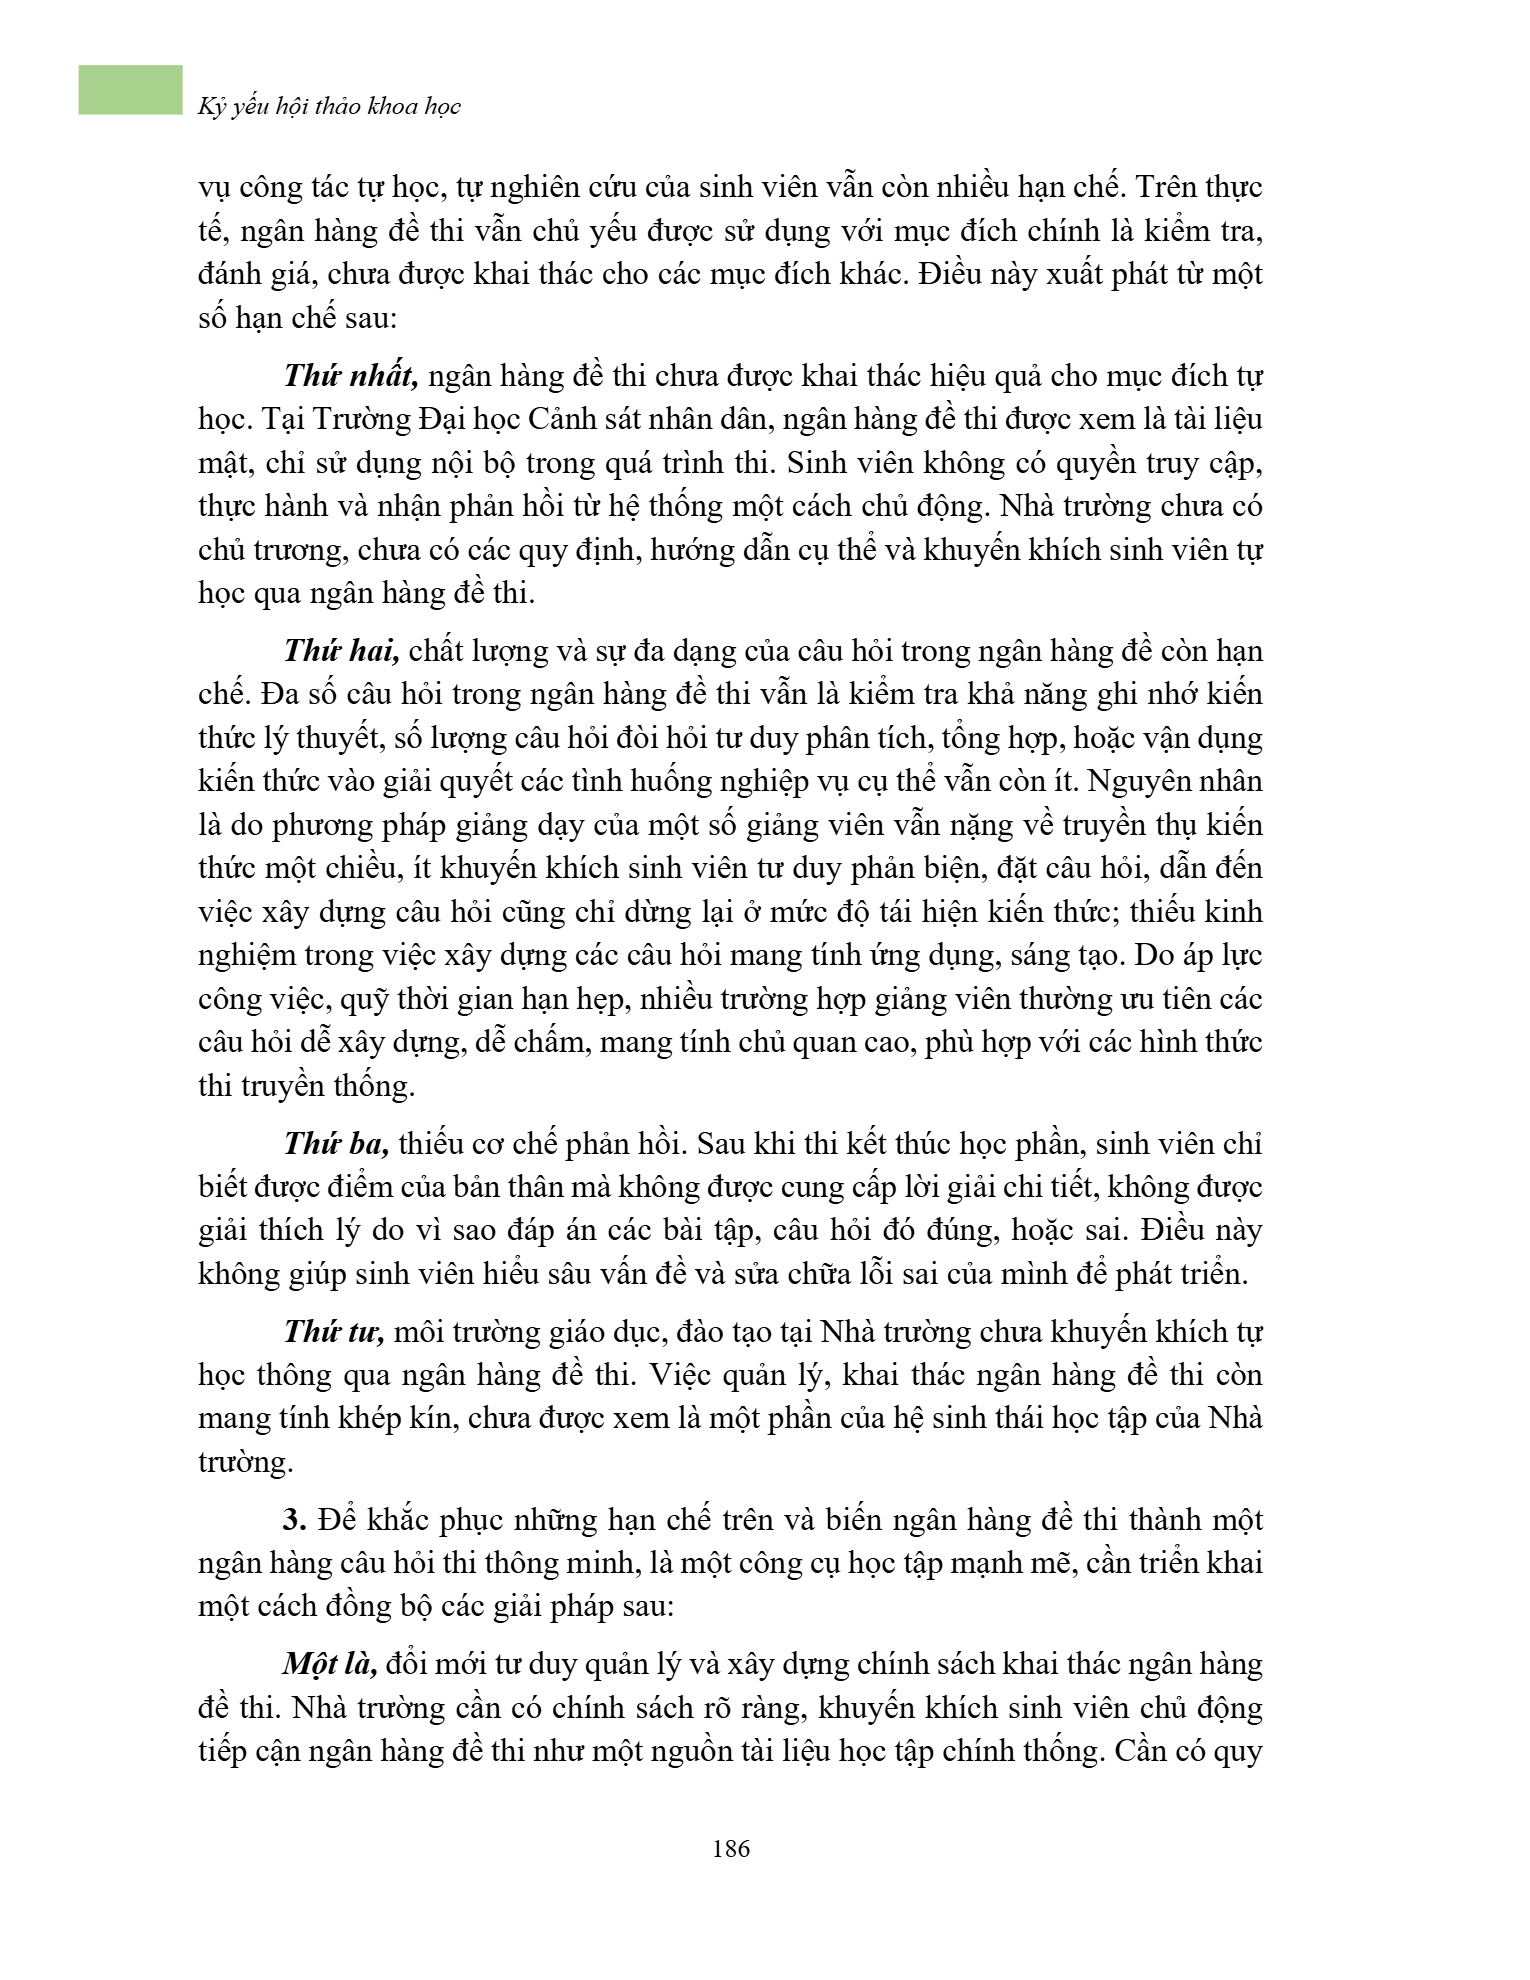 Kỷ yếu hội thảo khoa học
vụ công tác tự học, tự nghiên cứu của sinh viên vẫn còn nhiều hạn chế. Trên thực
tế, ngân hàng đề thi vẫn chủ yếu được sử dụng với mục đích chính là kiểm tra,
đánh giá, chưa được khai thác cho các mục đích khác. Điều này xuất phát từ một
số hạn chế sau:
Thứ nhất, ngân hàng đề thi chưa được khai thác hiệu quả cho mục đích tự
học. Tại Trường Đại học Cảnh sát nhân dân, ngân hàng đề thi được xem là tài liệu
mật, chỉ sử dụng nội bộ trong quá trình thi. Sinh viên không có quyền truy cập,
thực hành và nhận phản hồi từ hệ thống một cách chủ động. Nhà trường chưa có
chủ trương, chưa có các quy định, hướng dẫn cụ thể và khuyến khích sinh viên tự
học qua ngân hàng đề thi.
Thứ hai, chất lượng và sự đa dạng của câu hỏi trong ngân hàng đề còn hạn
chế. Đa số câu hỏi trong ngân hàng đề thi vẫn là kiểm tra khả năng ghi nhớ kiến
thức lý thuyết, số lượng câu hỏi đòi hỏi tư duy phân tích, tổng hợp, hoặc vận dụng
kiến thức vào giải quyết các tình huống nghiệp vụ cụ thể vẫn còn ít. Nguyên nhân
là do phương pháp giảng dạy của một số giảng viên vẫn nặng về truyền thụ kiến
thức một chiều, ít khuyến khích sinh viên tư duy phản biện, đặt câu hỏi, dẫn đến
việc xây dựng câu hỏi cũng chỉ dừng lại ở mức độ tái hiện kiến thức; thiếu kinh
nghiệm trong việc xây dựng các câu hỏi mang tính ứng dụng, sáng tạo. Do áp lực
công việc, quỹ thời gian hạn hẹp, nhiều trường hợp giảng viên thường ưu tiên các
câu hỏi dễ xây dựng, dễ chấm, mang tính chủ quan cao, phù hợp với các hình thức
thi truyền thống.
Thứ ba, thiếu cơ chế phản hồi. Sau khi thi kết thúc học phần, sinh viên chỉ
biết được điểm của bản thân mà không được cung cấp lời giải chi tiết, không được
giải thích lý do vì sao đáp án các bài tập, câu hỏi đó đúng, hoặc sai. Điều này
không giúp sinh viên hiểu sâu vấn đề và sửa chữa lỗi sai của mình để phát triển.
Thứ tư, môi trường giáo dục, đào tạo tại Nhà trường chưa khuyến khích tự
học thông qua ngân hàng đề thi. Việc quản lý, khai thác ngân hàng đề thi còn
mang tính khép kín, chưa được xem là một phần của hệ sinh thái học tập của Nhà
trường.
3. Để khắc phục những hạn chế trên và biến ngân hàng đề thi thành một
ngân hàng câu hỏi thi thông minh, là một công cụ học tập mạnh mẽ, cần triển khai
một cách đồng bộ các giải pháp sau:
Một là, đổi mới tư duy quản lý và xây dựng chính sách khai thác ngân hàng
đề thi. Nhà trường cần có chính sách rõ ràng, khuyến khích sinh viên chủ động
tiếp cận ngân hàng đề thi như một nguồn tài liệu học tập chính thống. Cần có quy
186